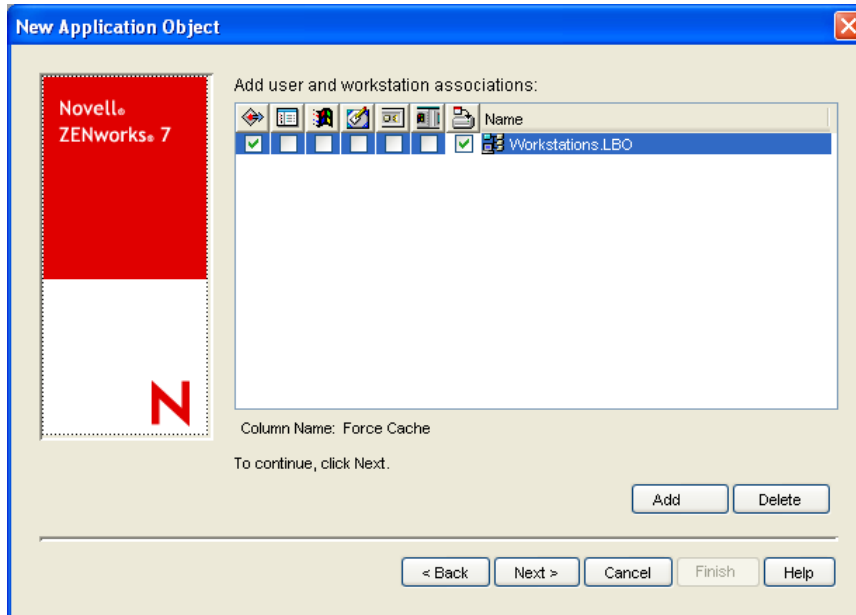 New Application Object
Novell®
ZENworks® 7
Add user and workstation associations:
Name
Workstations.LBO
N
Column Name: Force Cache
To continue, click Next.
Add
Delete
< Back
Next >
Cancel
Finish
Help